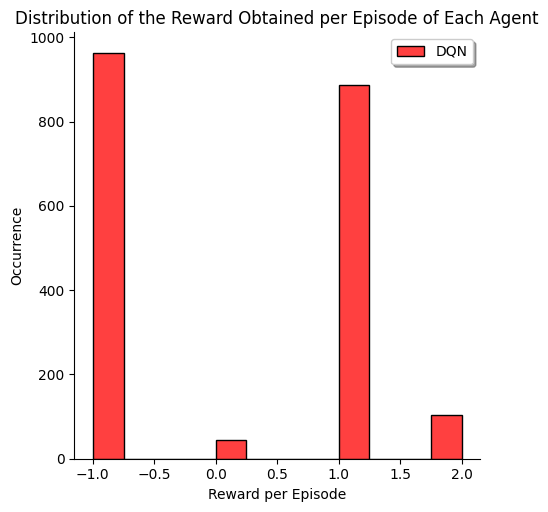 Distribution of the Reward Obtained per Episode of Each Agent
DQN
1000
800
600
400
200
0
Occurrence
−1.0 −0.5 0.0 0.5 1.0 1.5 2.0
Reward per Episode